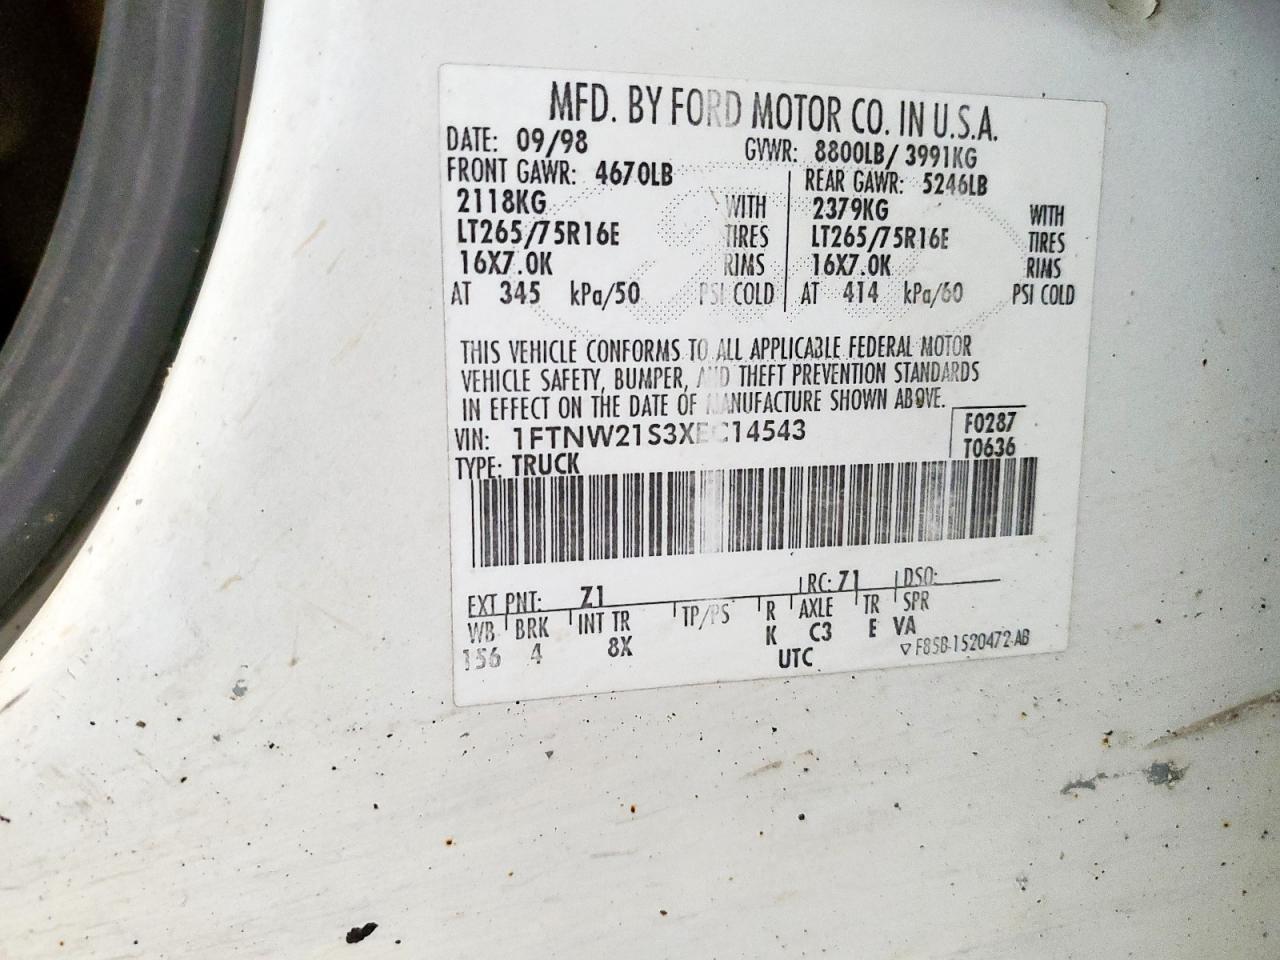 MFD. BY FORD MOTOR CO. IN U.S.A.
DATE: 09/98 GVWR: 8800LB/ 3991KG
FRONT GAWR: 4670LB REAR GAWR: 5246LB
2118KG WITH 2379KG WITH
LT265/75R16E TIRES LT265/75R16E TIRES
16X7.0K RIMS 16X7.0K RIMS
AT 345 kPa/50 PSI COLD AT 414 kPa/60 PSI COLD
THIS VEHICLE CONFORMS TO ALL APPLICABLE FEDERAL MOTOR
VEHICLE SAFETY, BUMPER, AND THEFT PREVENTION STANDARDS
IN EFFECT ON THE DATE OF MANUFACTURE SHOWN ABOVE.
VIN: 1FTNW21S3XEC14543 F0287
TYPE: TRUCK T0636
EXT PNT: Z1 RC: 71 DSO:
WB BRK INT TR TP/PS R AXLE TR SPR
156 4 8X K C3 E VA
UTC ▽ F85B-1520472-AB